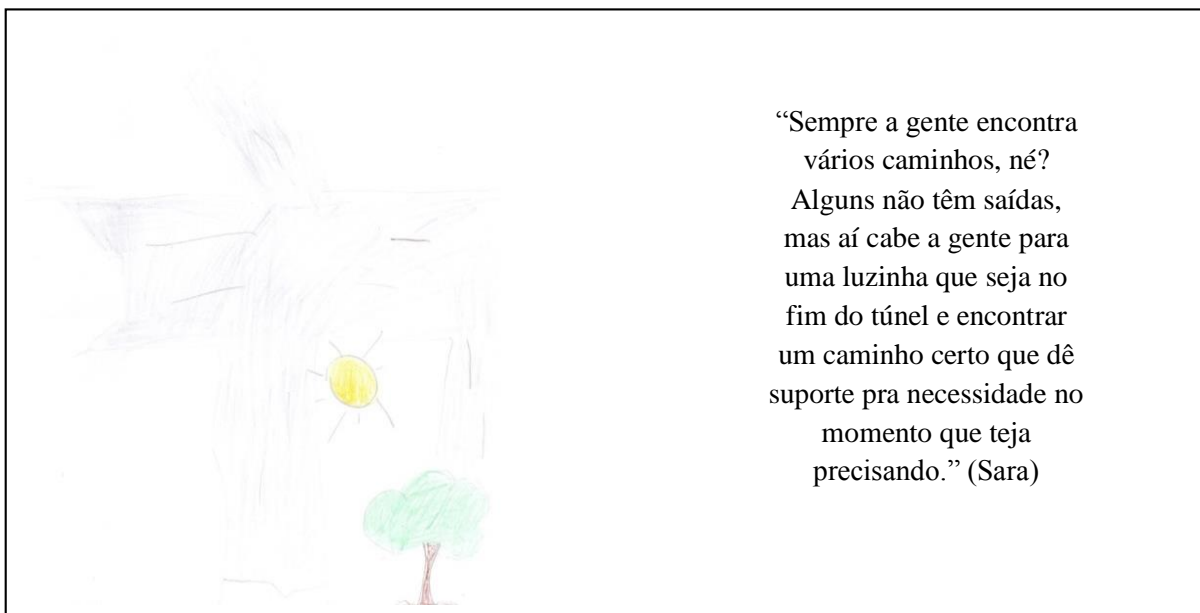 “Sempre a gente encontra
vários caminhos, né?
Alguns não têm saídas,
mas aí cabe a gente para
uma luzinha que seja no
fim do túnel e encontrar
um caminho certo que dê
suporte pra necessidade no
momento que teja
precisando.” (Sara)